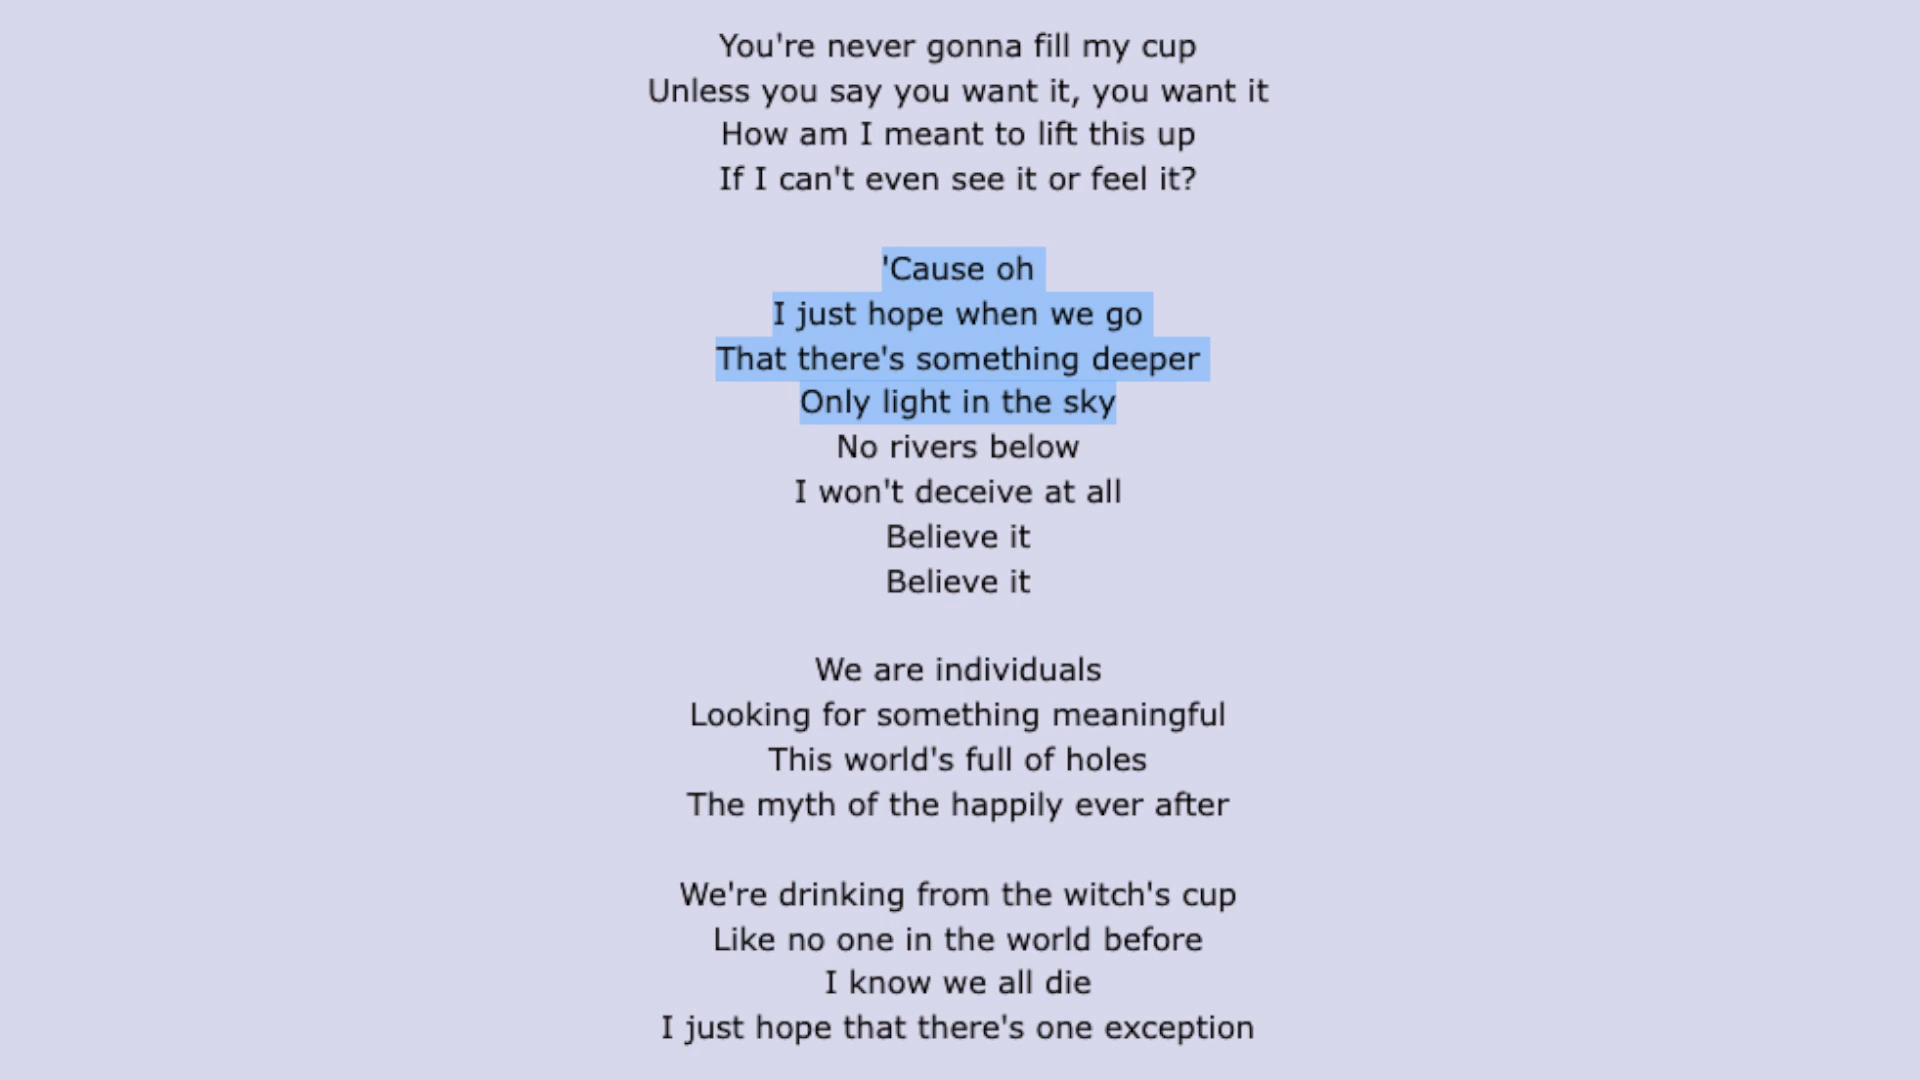 You're never gonna fill my cup
Unless you say you want it, you want it
How am I meant to lift this up
If I can't even see it or feel it?
'Cause oh
I just hope when we go
That there's something deeper
Only light in the sky
No rivers below
I won't deceive at all
Believe it
Believe it
We are individuals
Looking for something meaningful
This world's full of holes
The myth of the happily ever after
We're drinking from the witch's cup
Like no one in the world before
I know we all die
I just hope that there's one exception